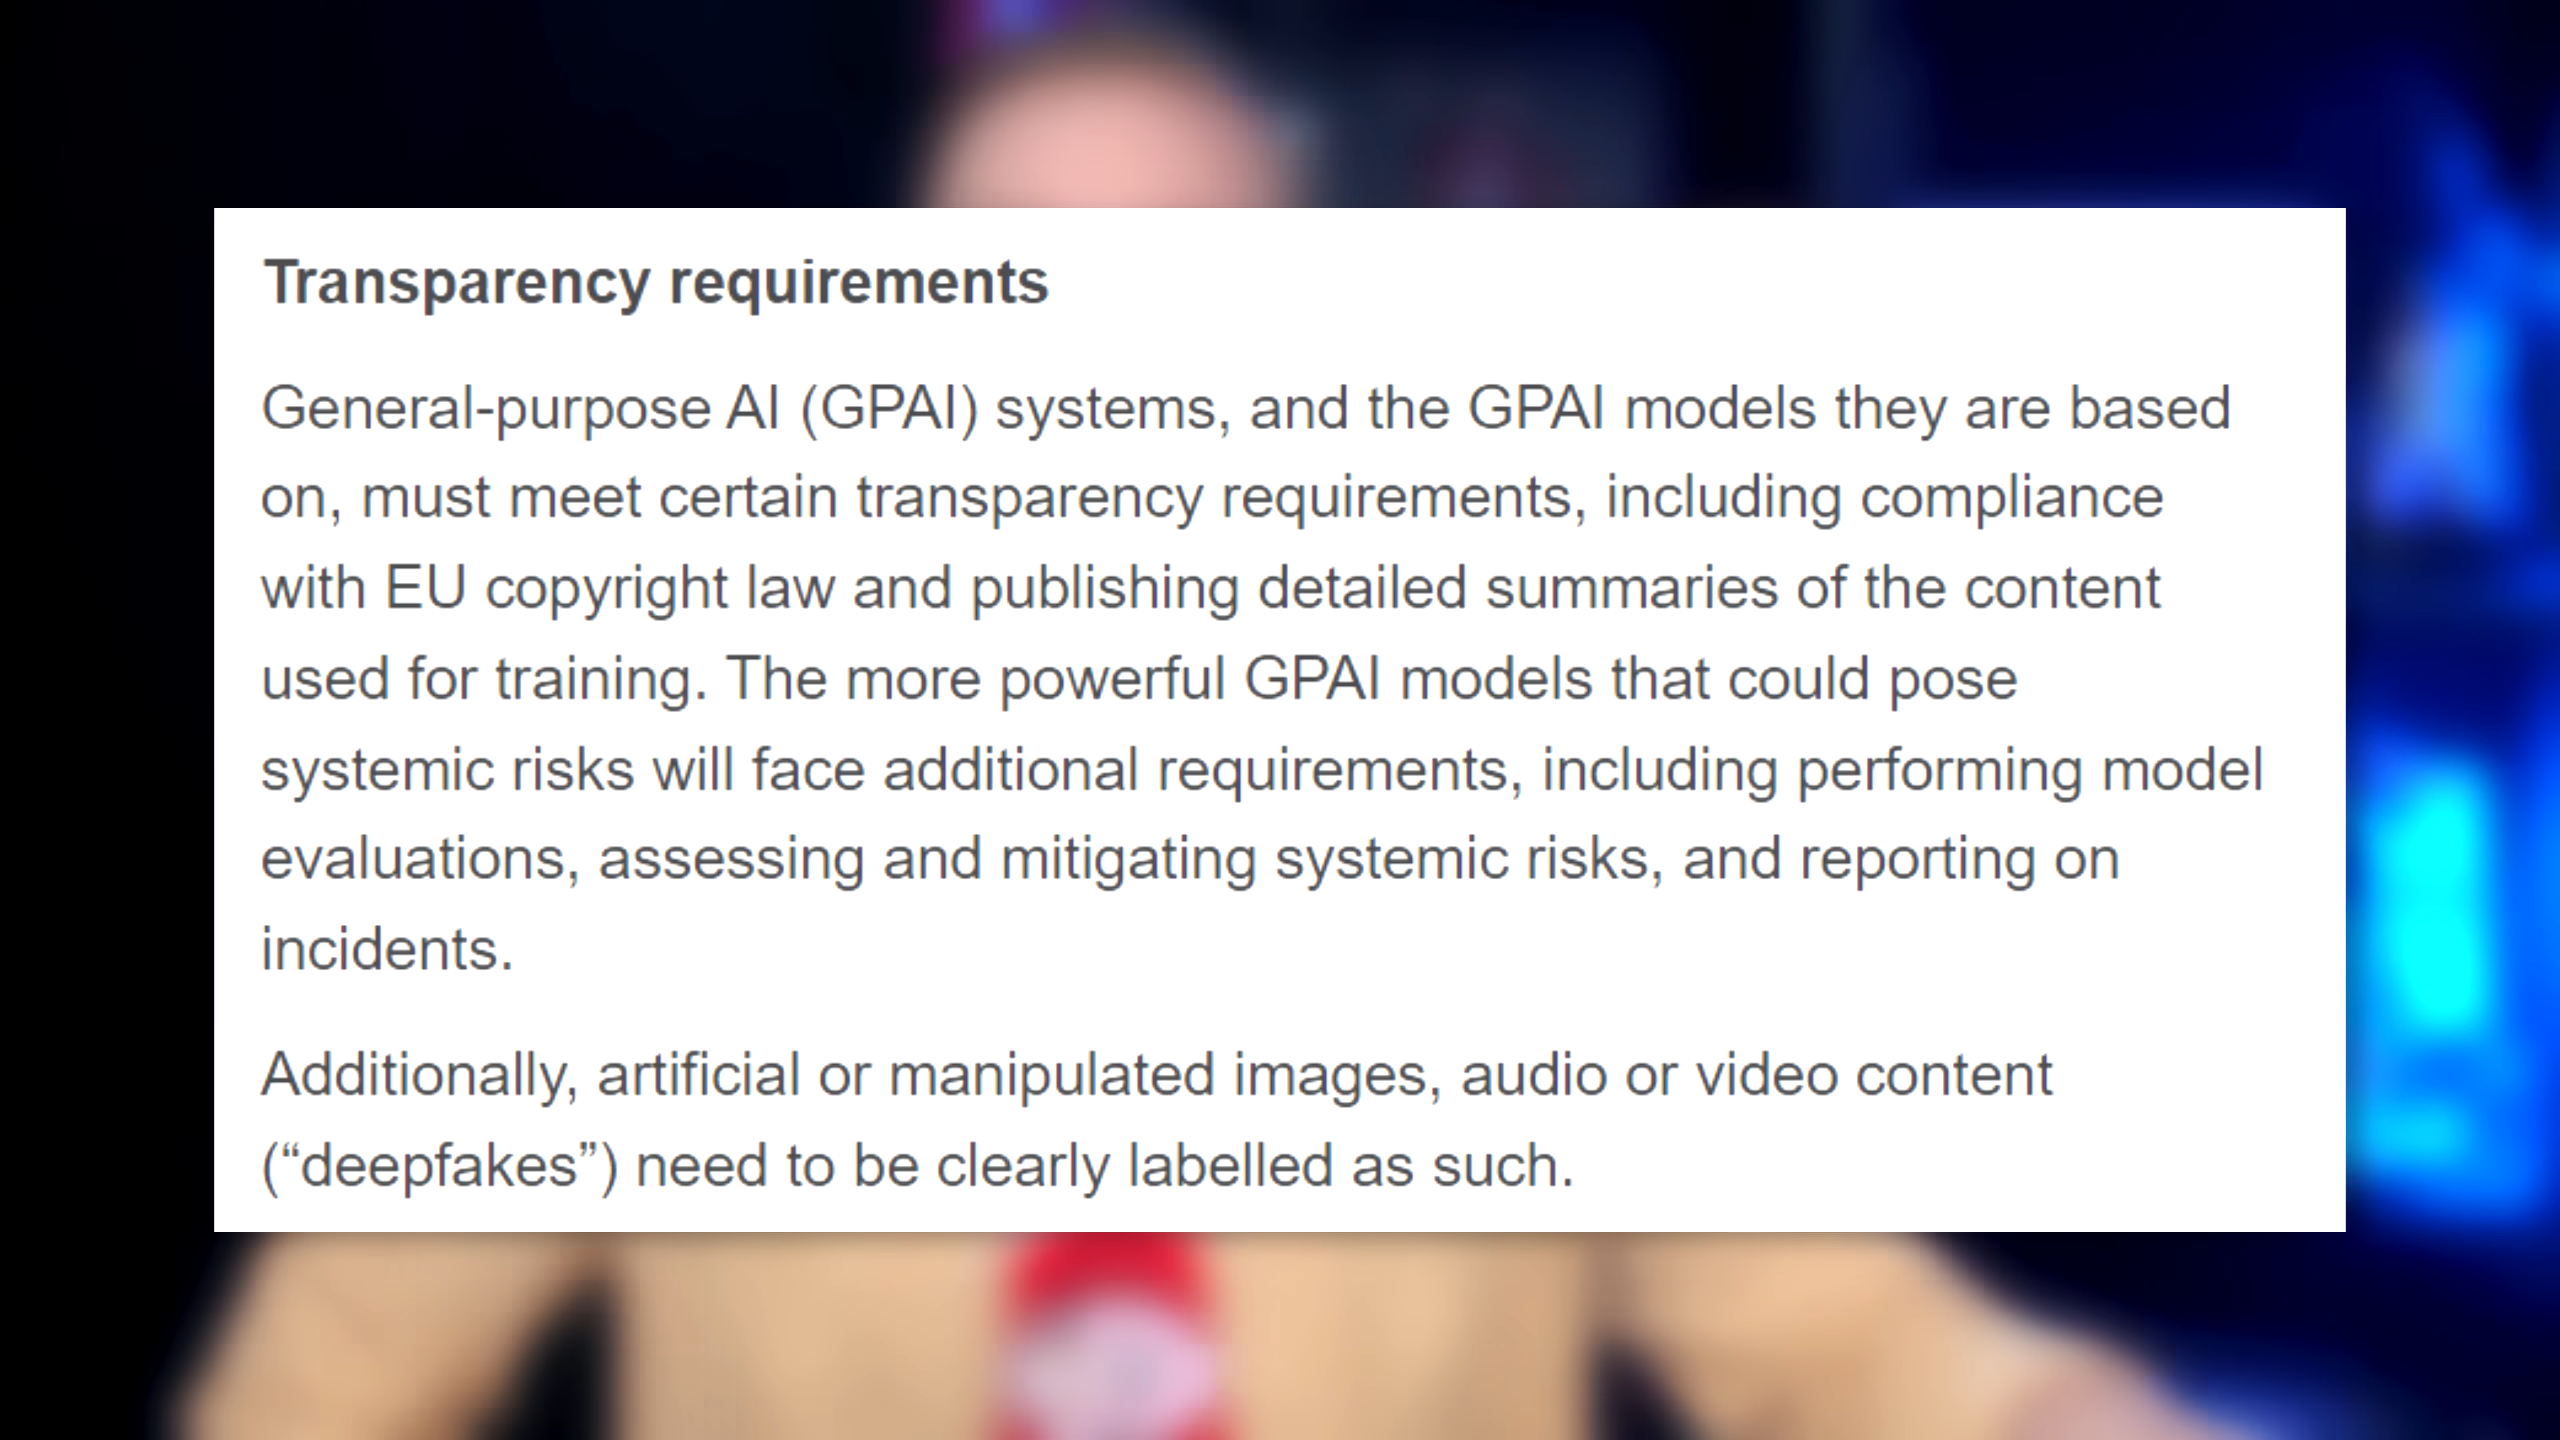 Transparency requirements
General-purpose AI (GPAI) systems, and the GPAI models they are based
on, must meet certain transparency requirements, including compliance
with EU copyright law and publishing detailed summaries of the content
used for training. The more powerful GPAI models that could pose
systemic risks will face additional requirements, including performing model
evaluations, assessing and mitigating systemic risks, and reporting on
incidents.
Additionally, artificial or manipulated images, audio or video content
(“deepfakes”) need to be clearly labelled as such.